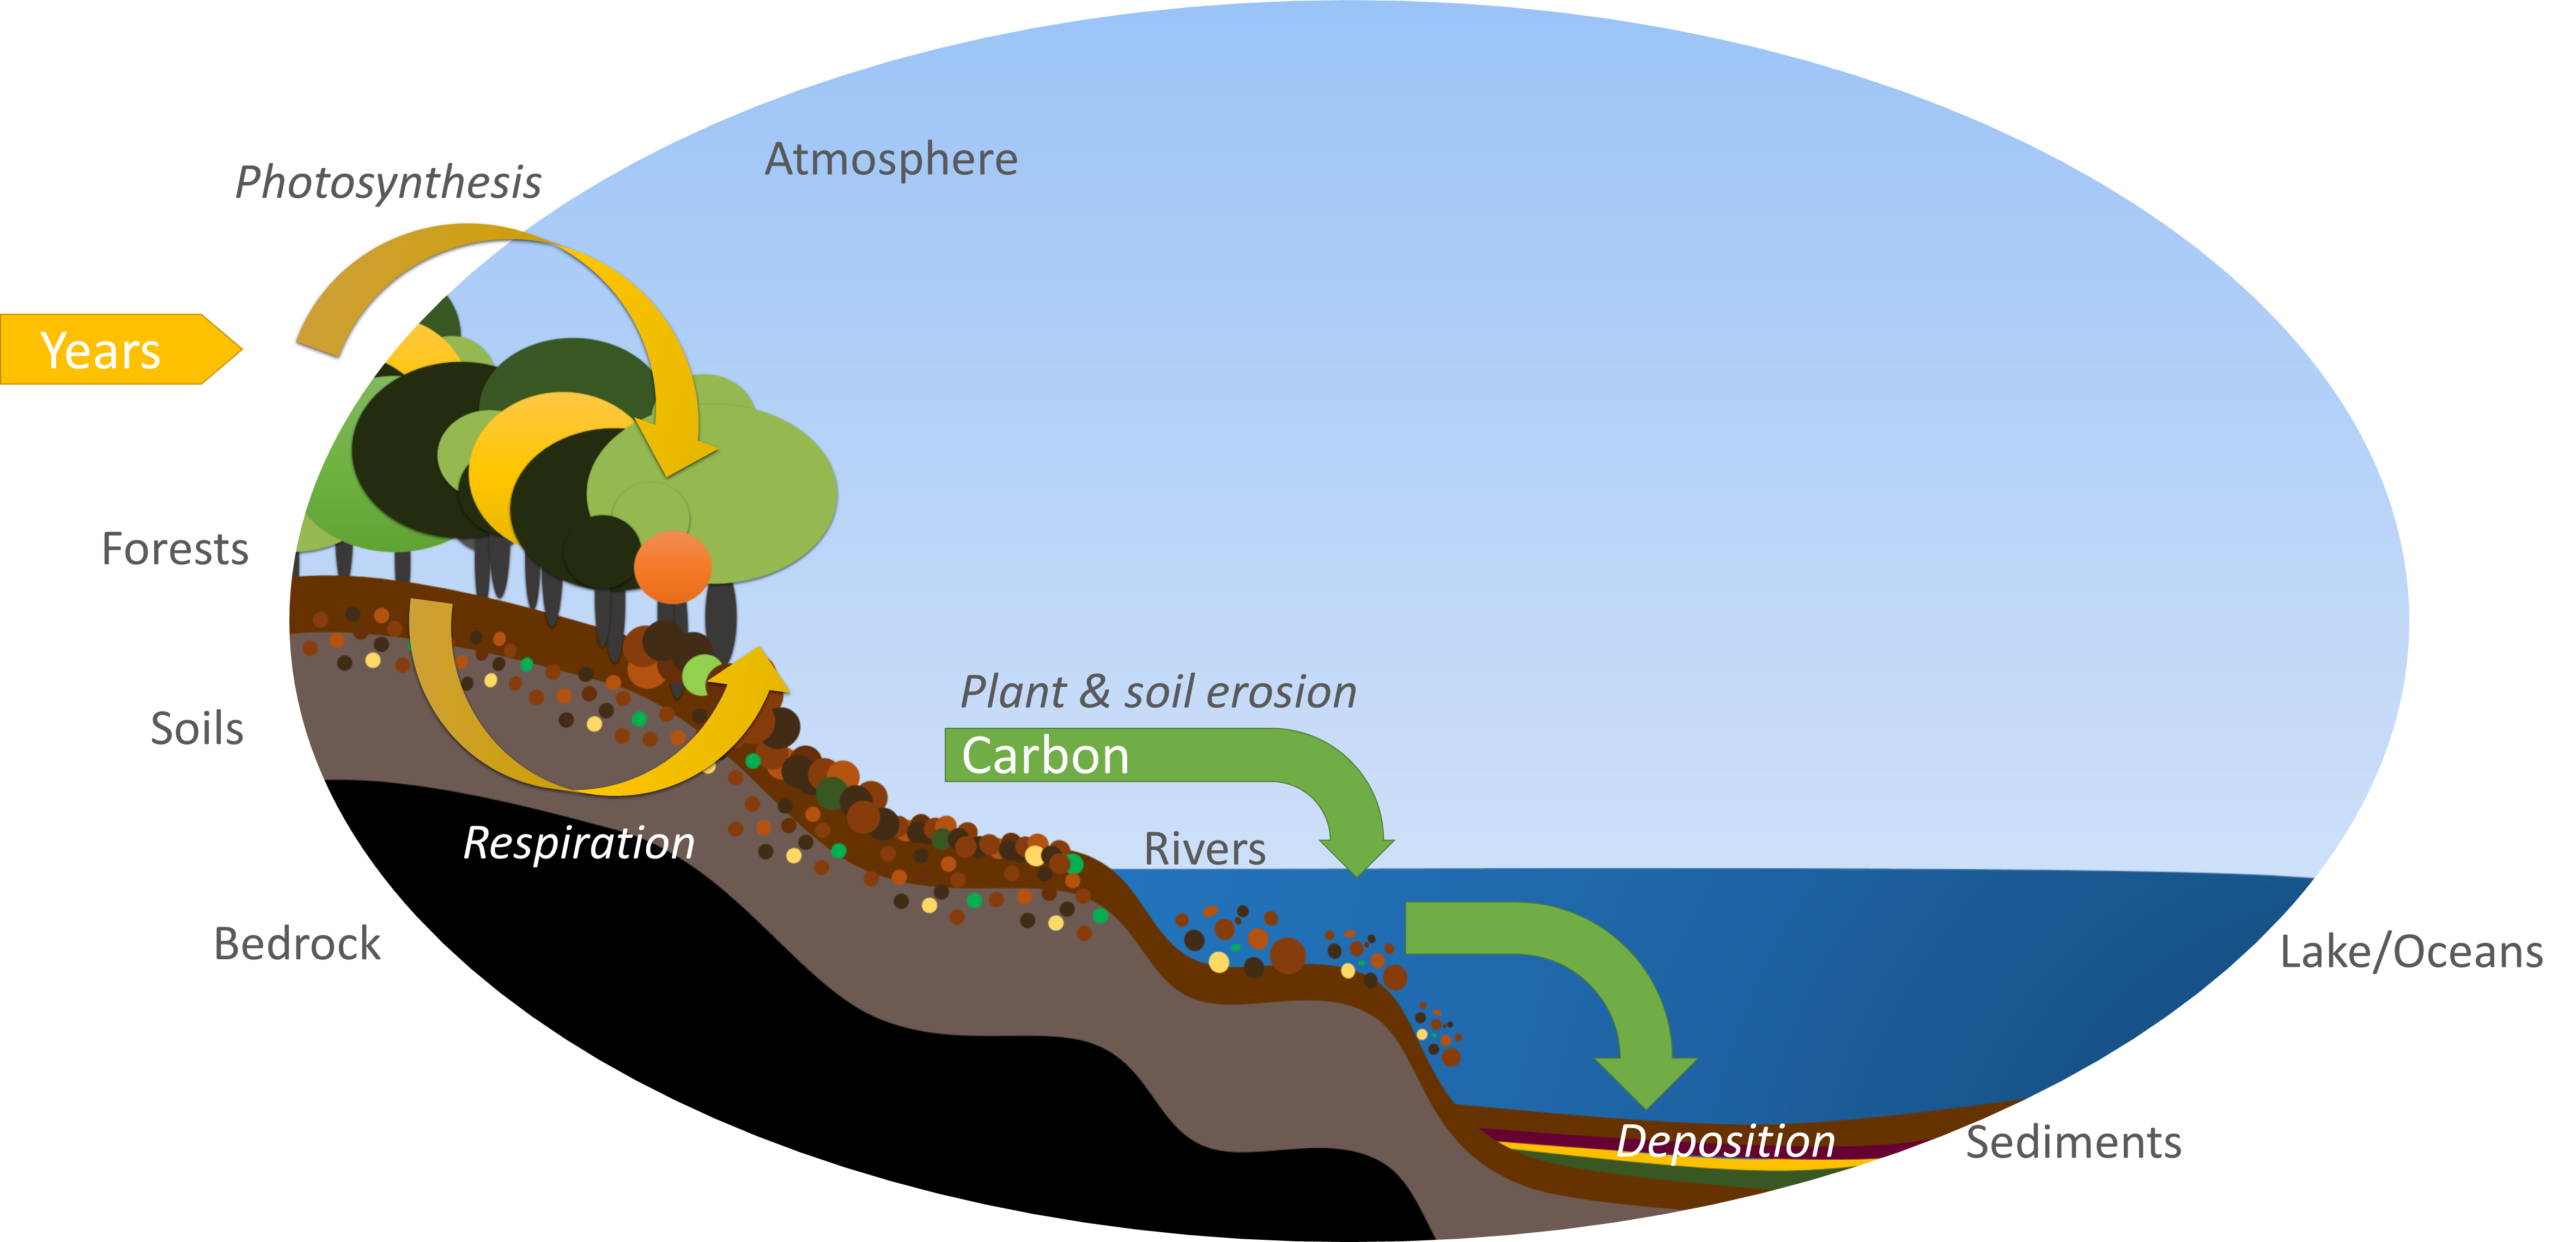 Atmosphere
Photosynthesis
Years
Forests
Plant & soil erosion
Soils
Carbon
Respiration
Rivers
Bedrock
Lake/Oceans
Deposition
Sediments